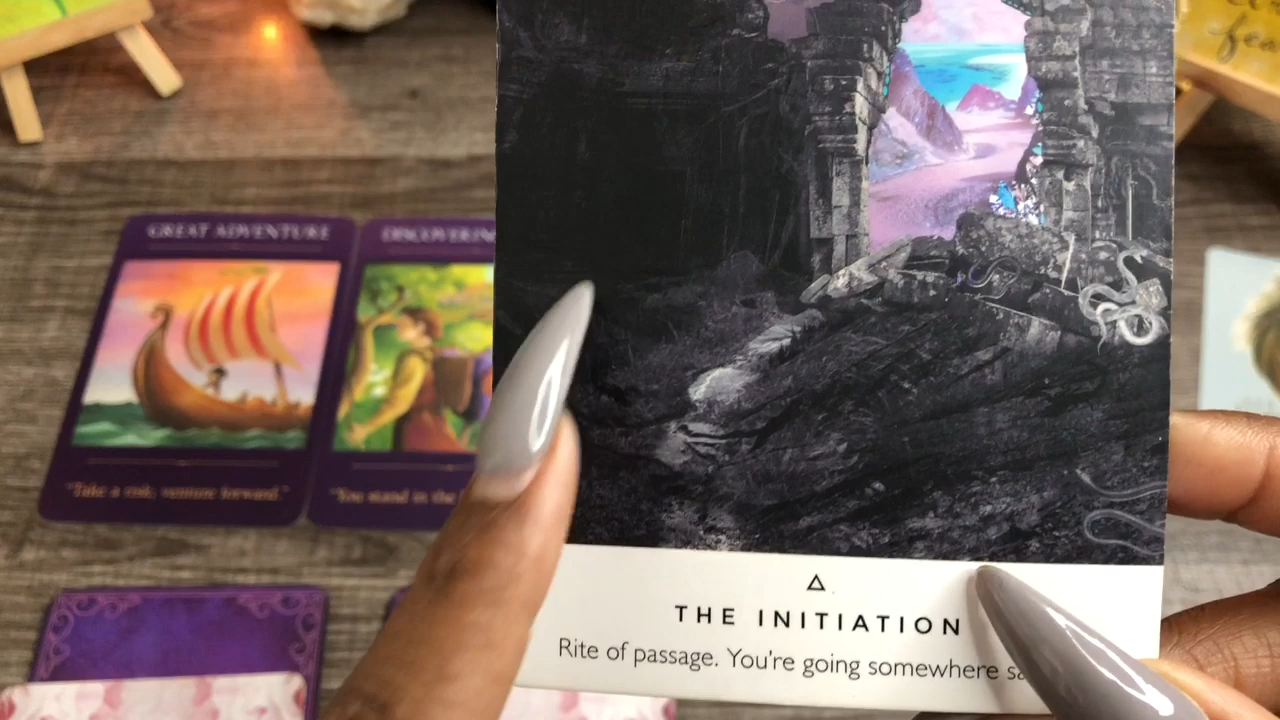 GREAT ADVENTURE
DISCOVERIN
"Take a risk, venture forward."
"You stand in the
THE INITIATION
Rite of passage. You're going somewhere